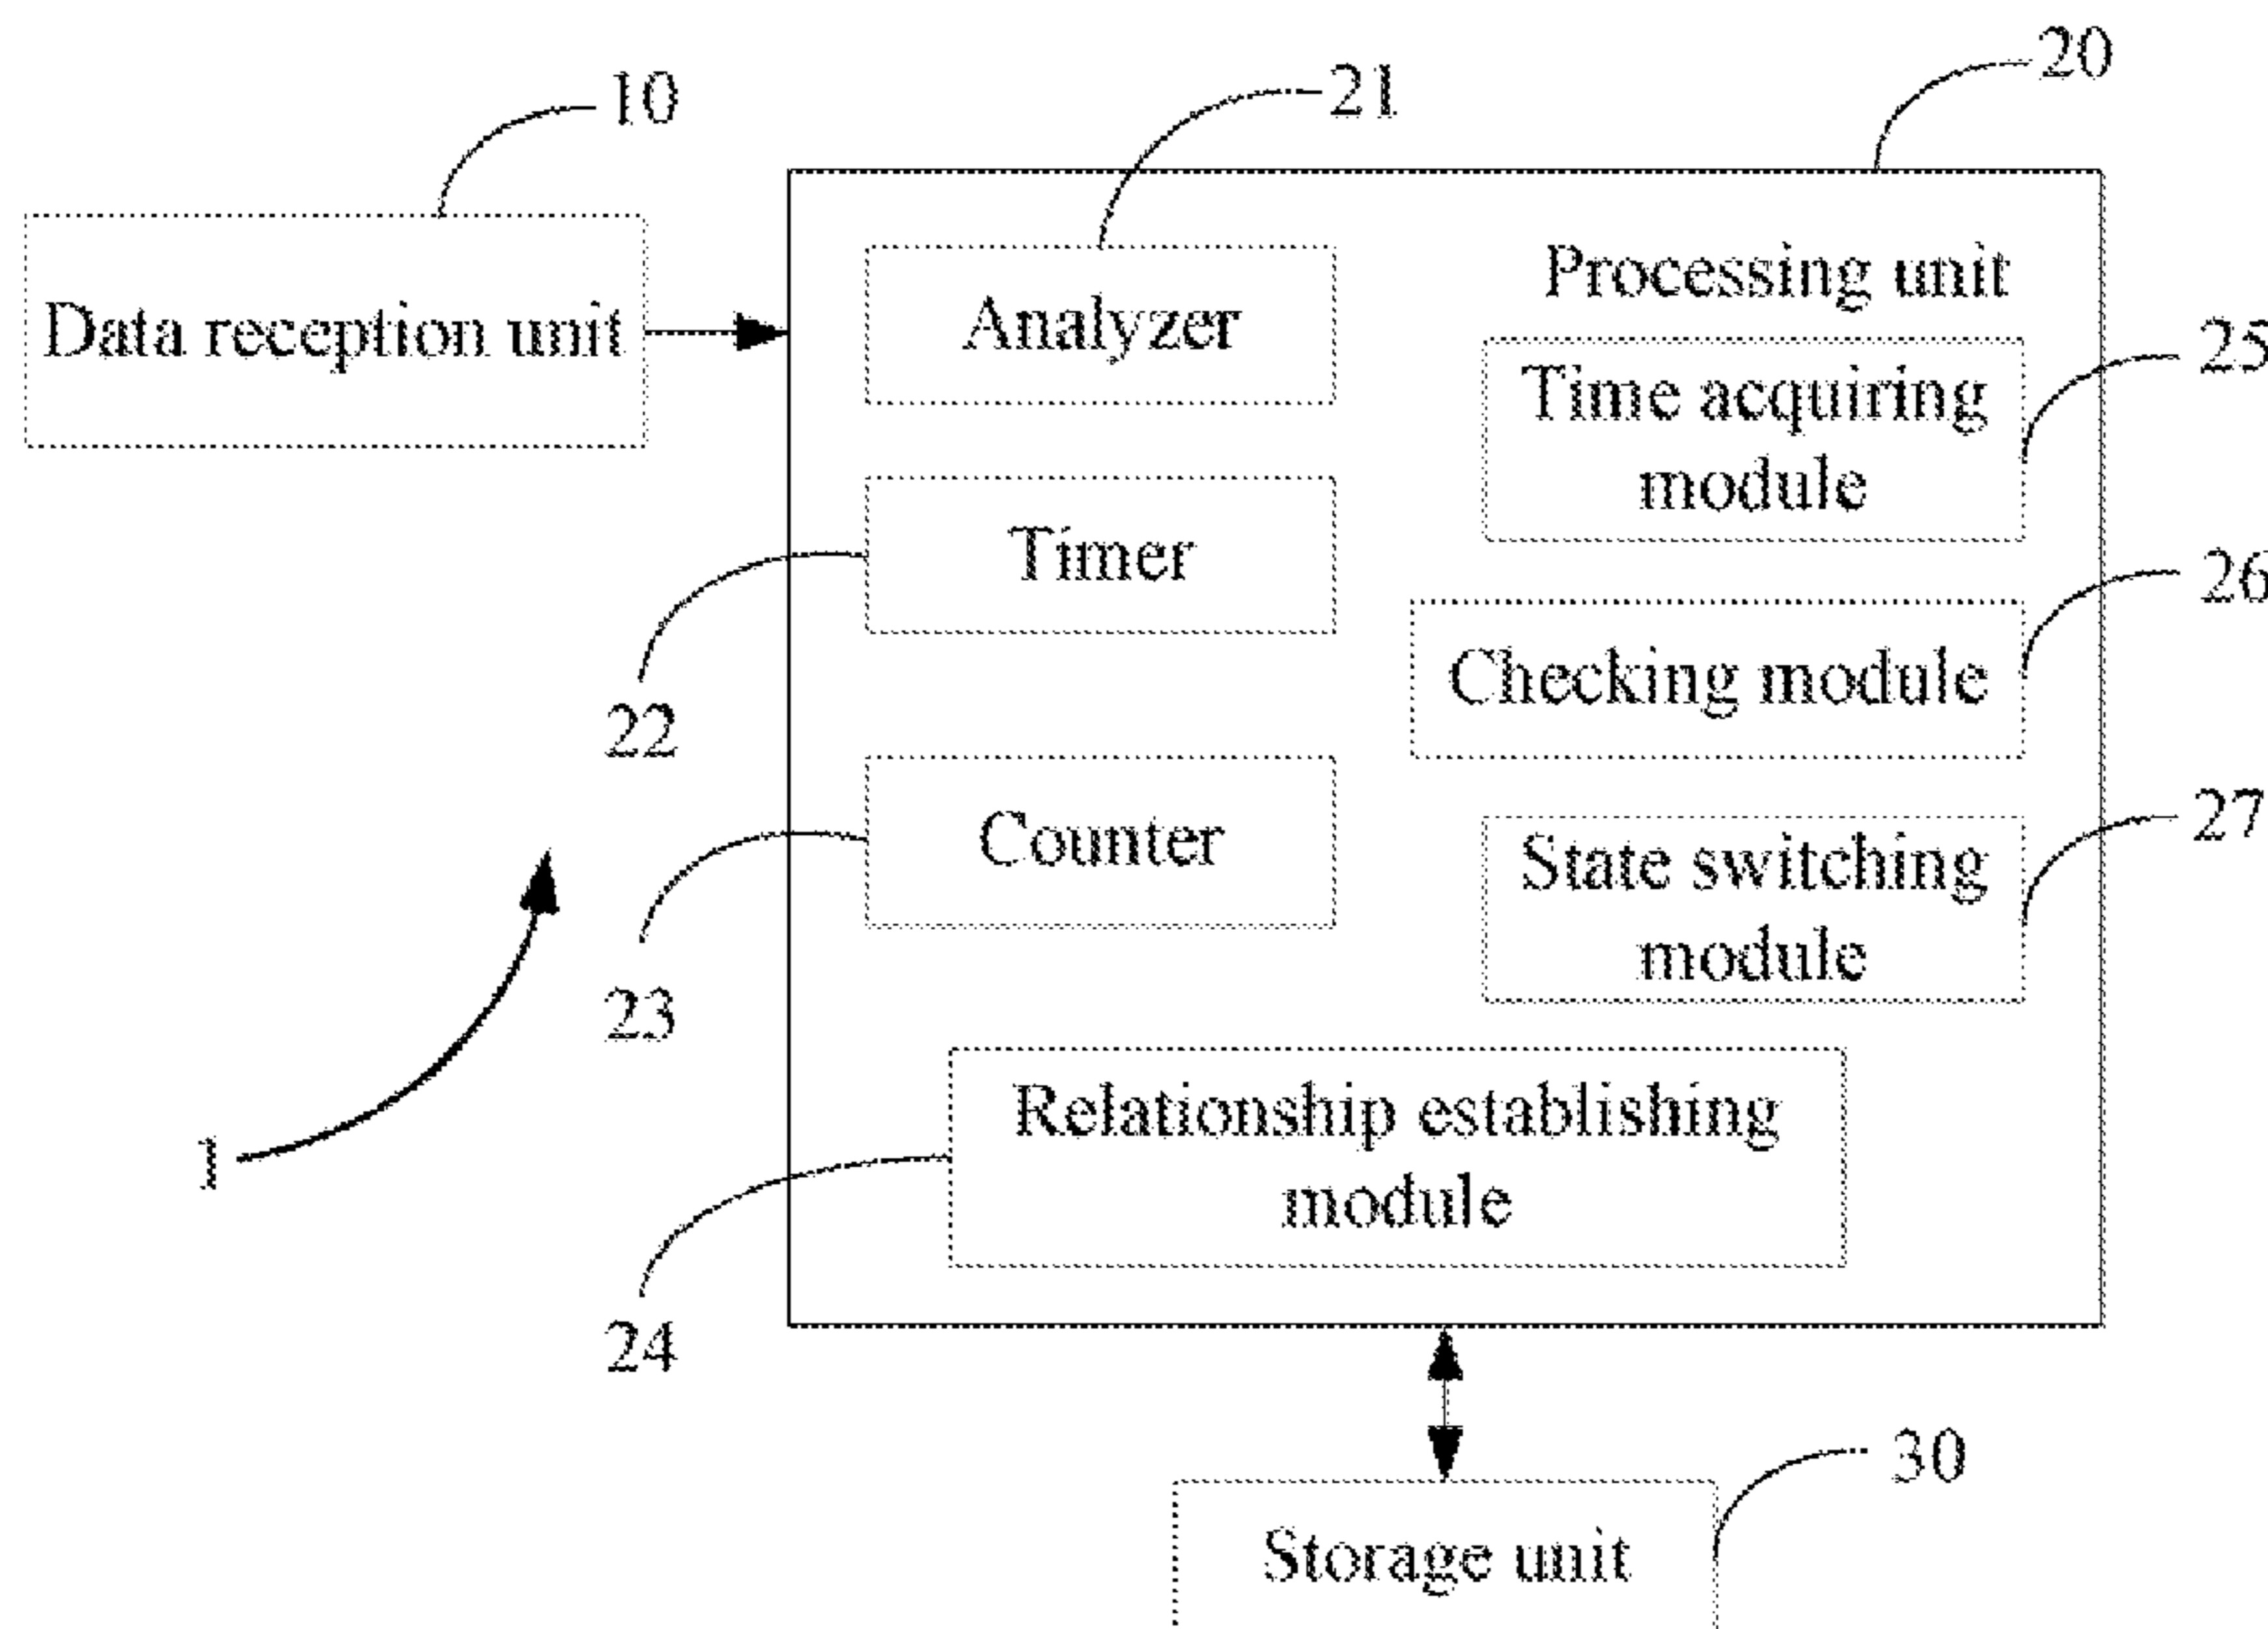 20
21
10
Processing unit
Data reception unit
Analyzer
25
Time acquiring
module
Timer
26
Checking module
22
27
Counter
State switching
module
23
1
Relationship establishing
module
24
30
Storage unit